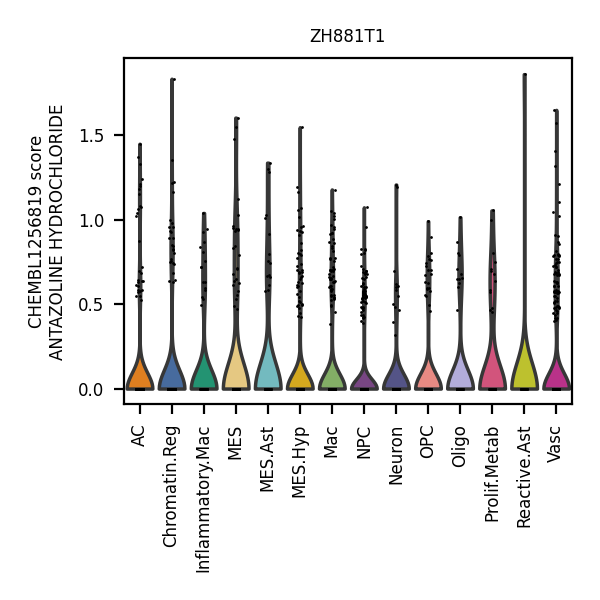 ZH881T1
CHEMBL1256819 score
ANTAZOLINE HYDROCHLORIDE
1.5
1.0
0.5
0.0
AC
Chromatin.Reg
Inflammatory.Mac
MES
MES.Ast
MES.Hyp
Mac
NPC
Neuron
OPC
Oligo
Prolif.Metab
Reactive.Ast
Vasc